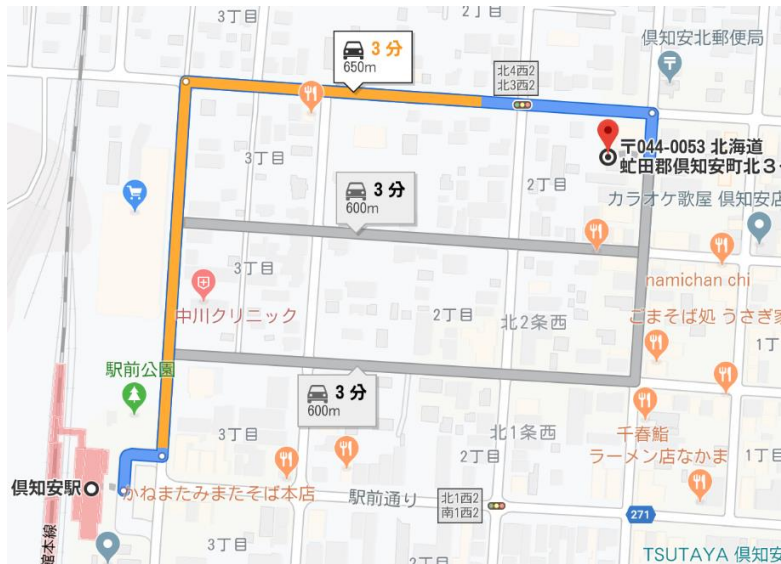 3丁目
2丁目
倶知安北郵便局
3 分
650m
北4西2
北3西2
3丁目
〒044-0053 北海道
虻田郡倶知安町北3
2丁目
カラオケ歌屋 倶知安店
3 分
600m
3丁目
namichan chi
中川クリニック
2丁目
北2条西
ごまそば処 うさぎ家
1丁
駅前公園
3 分
600m
3丁目
北1条西
千春鮨
2丁目
ラーメン店なかま
1丁目
倶知安駅
かねまたみまたそば本店
駅前通り
北1西2
南1西2
271
館本線
3丁目
2丁目
TSUTAYA 倶知安